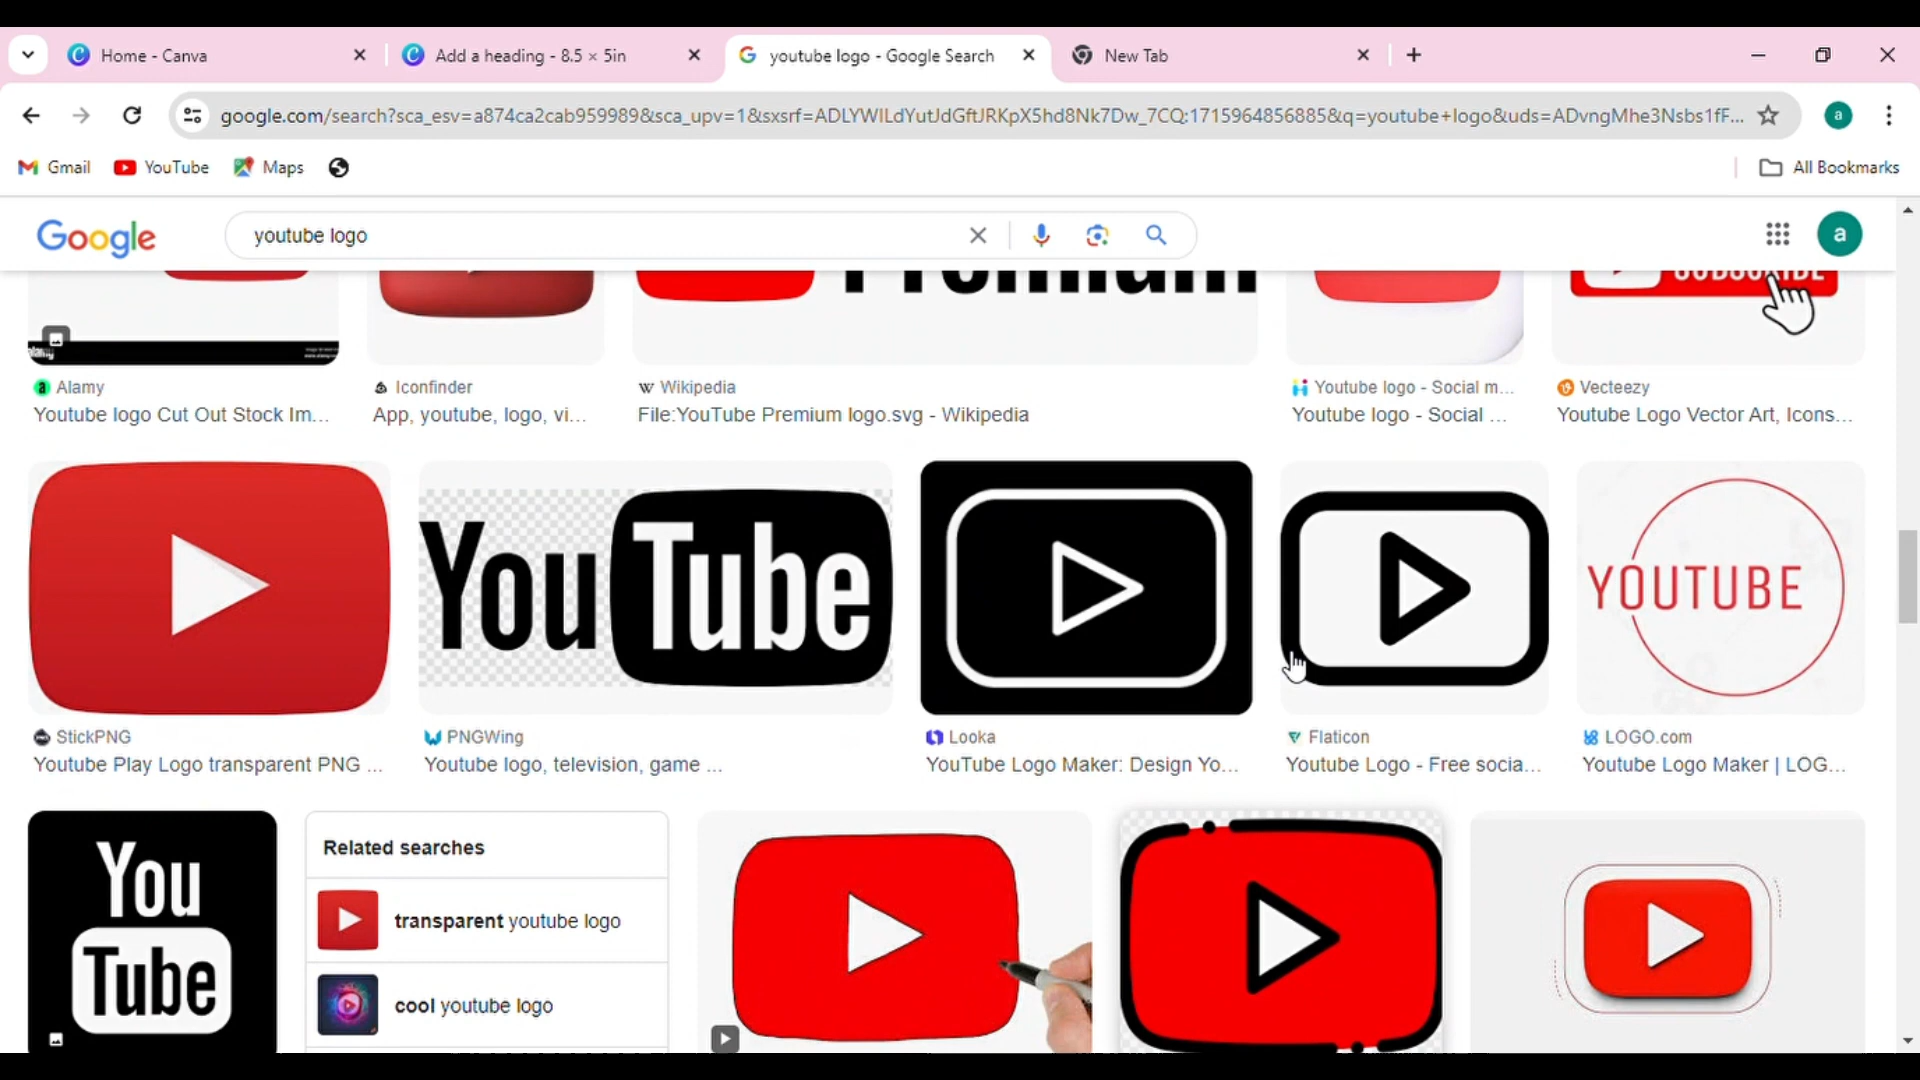 Home - Canva
Add a heading - 8.5 × 5in
youtube logo - Google Search
New Tab
google.com/search?sca_esv=a874ca2cab959989&sca_upv=1&sxsrf=ADLYWILdYutJdGftJRKpX5hd8Nk7Dw_7CQ:1715964856885&q=youtube+logo&uds=ADvngMhe3Nsbs1fF...
a
Gmail
YouTube
Maps
All Bookmarks
Google
youtube logo
a
Premium
SUBSCRIBE
alamy
a Alamy
Iconfinder
W Wikipedia
Youtube logo - Social m...
Vecteezy
Youtube logo Cut Out Stock Im...
App, youtube, logo, vi...
File:YouTube Premium logo.svg - Wikipedia
Youtube logo - Social ...
Youtube Logo Vector Art, Icons...
YouTube
YOUTUBE
StickPNG
PNGWing
Looka
Flaticon
LOGO.com
Youtube Play Logo transparent PNG ...
Youtube logo, television, game ...
YouTube Logo Maker: Design Yo...
Youtube Logo - Free socia...
Youtube Logo Maker | LOG...
You
Tube
Related searches
transparent youtube logo
cool youtube logo